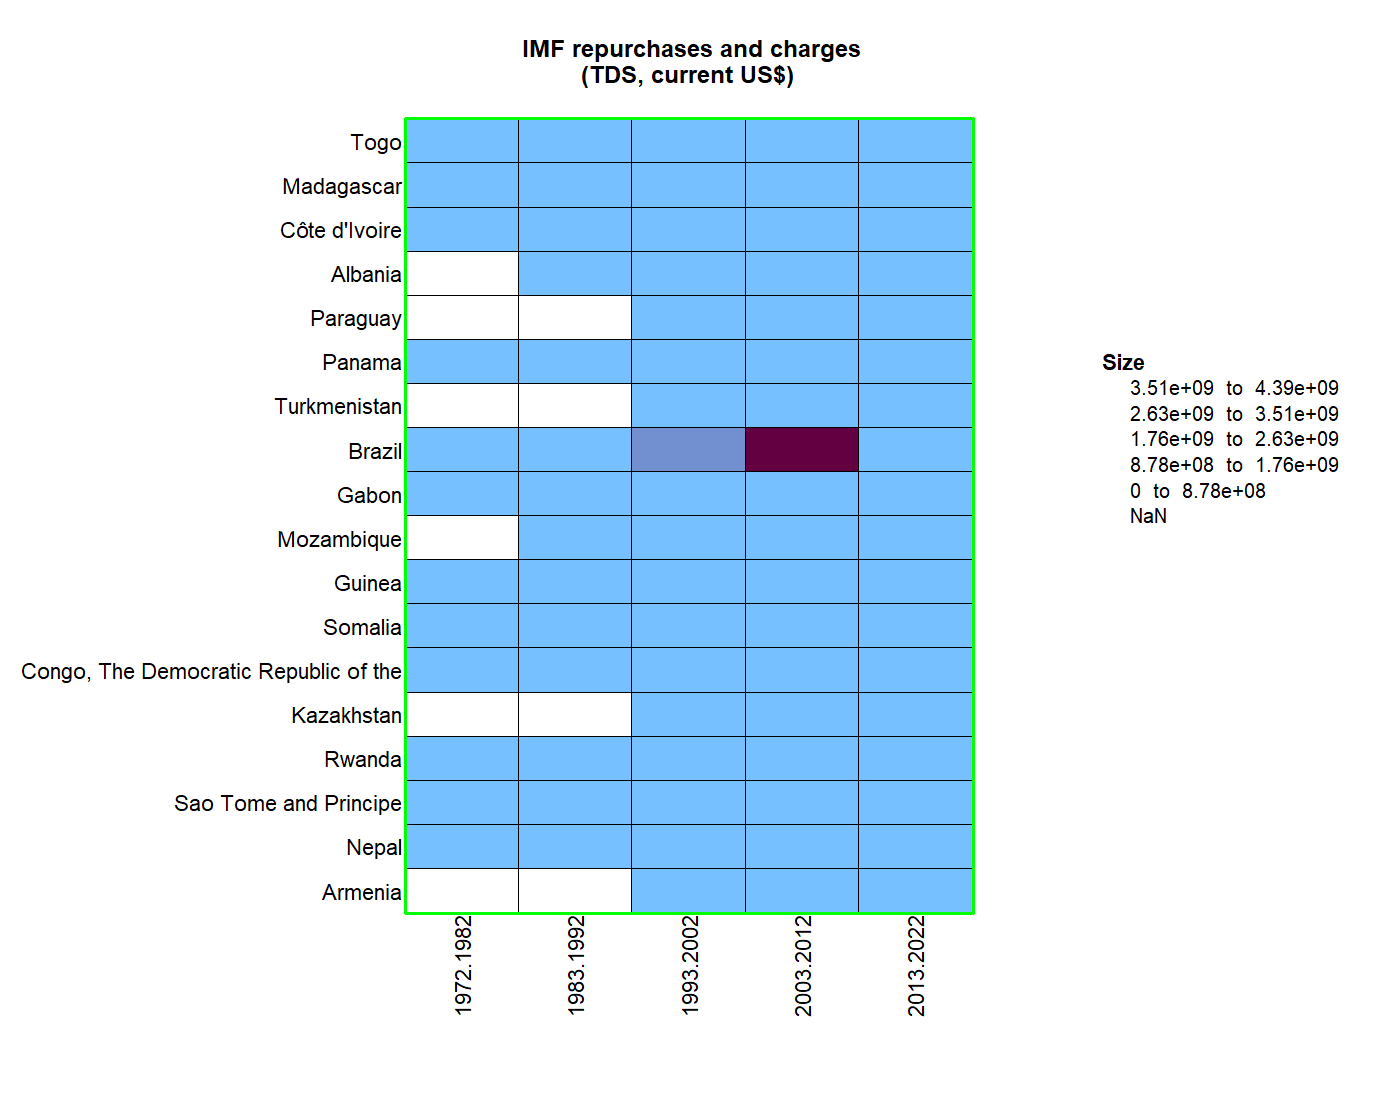 IMF repurchases and charges
(TDS, current US$)
Togo
Madagascar
Côte d'Ivoire
Albania
Paraguay
Panama
Turkmenistan
Brazil
Gabon
Mozambique
Guinea
Somalia
Congo, The Democratic Republic of the
Kazakhstan
Rwanda
Sao Tome and Principe
Nepal
Armenia
1972.1982
1983.1992
1993.2002
2003.2012
2013.2022
Size
3.51e+09 to 4.39e+09
2.63e+09 to 3.51e+09
1.76e+09 to 2.63e+09
8.78e+08 to 1.76e+09
0 to 8.78e+08
NaN